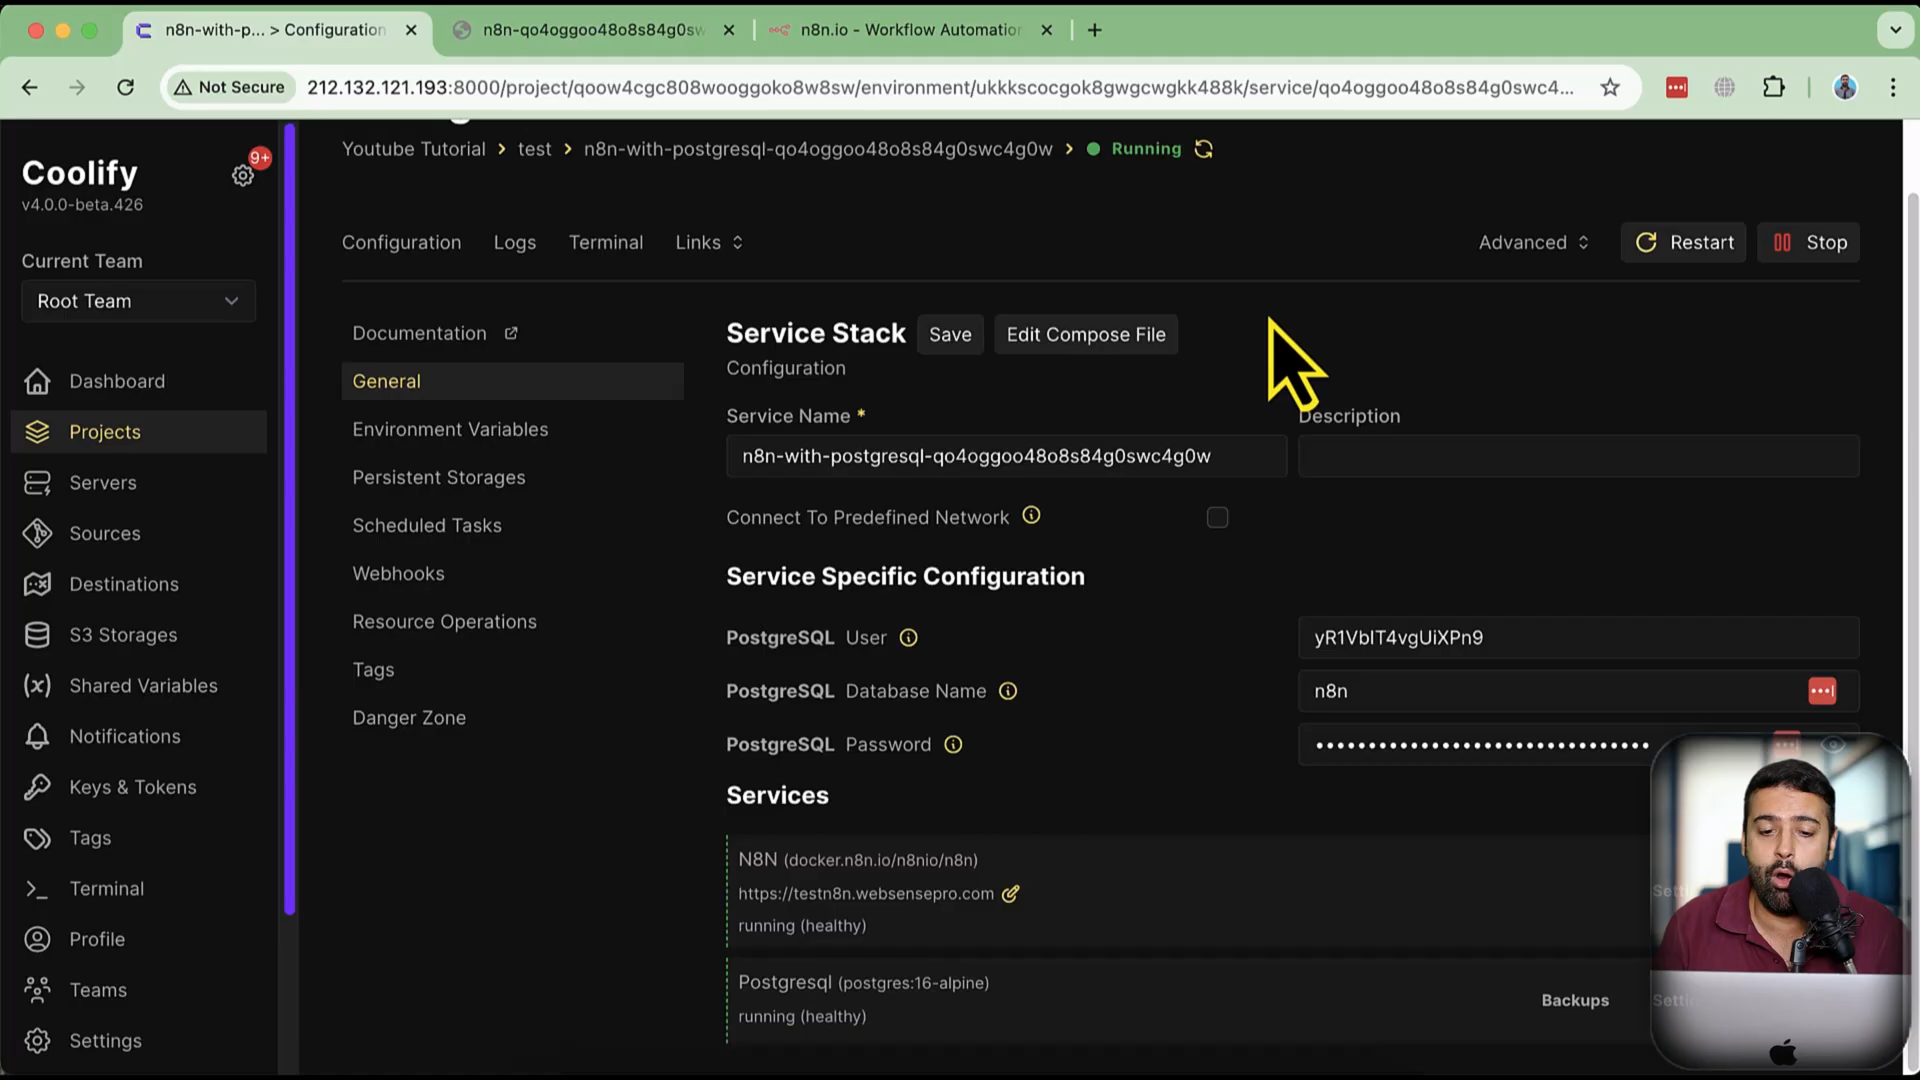 n8n-with-p... > Configuration
n8n-qo4oggoo48o8s84g0sw
n8n.io - Workflow Automation
Not Secure
212.132.121.193:8000/project/qoow4cgc808wooggoko8w8sw/environment/ukkkscocgok8gwgcwgkk488k/service/qo4oggoo48o8s84g0swc4...
Coolify
9+
v4.0.0-beta.426
Current Team
Root Team
Dashboard
Projects
Servers
Sources
Destinations
S3 Storages
Shared Variables
Notifications
Keys & Tokens
Tags
Terminal
Profile
Teams
Settings
Youtube Tutorial > test > n8n-with-postgresql-qo4oggoo48o8s84g0swc4g0w > Running
Configuration Logs Terminal Links
Advanced Restart Stop
Documentation
General
Environment Variables
Persistent Storages
Scheduled Tasks
Webhooks
Resource Operations
Tags
Danger Zone
Service Stack Save Edit Compose File
Configuration
Service Name *
Description
n8n-with-postgresql-qo4oggoo48o8s84g0swc4g0w
Connect To Predefined Network
Service Specific Configuration
PostgreSQL User
yR1VbIT4vgUiXPn9
PostgreSQL Database Name
n8n
PostgreSQL Password
Services
N8N (docker.n8n.io/n8nio/n8n)
https://testn8n.websensepro.com
running (healthy)
Postgresql (postgres:16-alpine)
running (healthy)
Backups